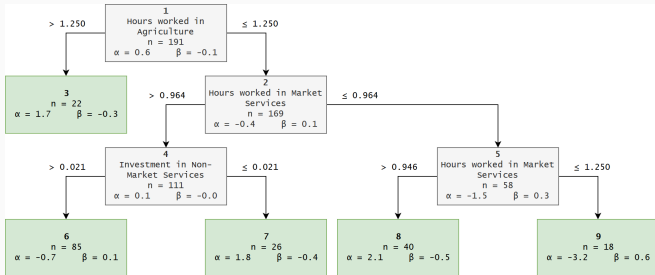 1
> 1.250
Hours worked in
≤ 1.250
Agriculture
n = 191
α = 0.6 β = -0.1
3
n = 22
α = 1.7 β = -0.3
2
> 0.964
Hours worked in Market
≤ 0.964
Services
n = 169
α = -0.4 β = 0.1
4
> 0.021
Investment in Non-
≤ 0.021
Market Services
n = 111
α = 0.1 β = -0.0
5
> 0.946
Hours worked in Market
≤ 1.250
Services
n = 58
α = -1.5 β = 0.3
6
n = 85
α = -0.7 β = 0.1
7
n = 26
α = 1.8 β = -0.4
8
n = 40
α = 2.1 β = -0.5
9
n = 18
α = -3.2 β = 0.6